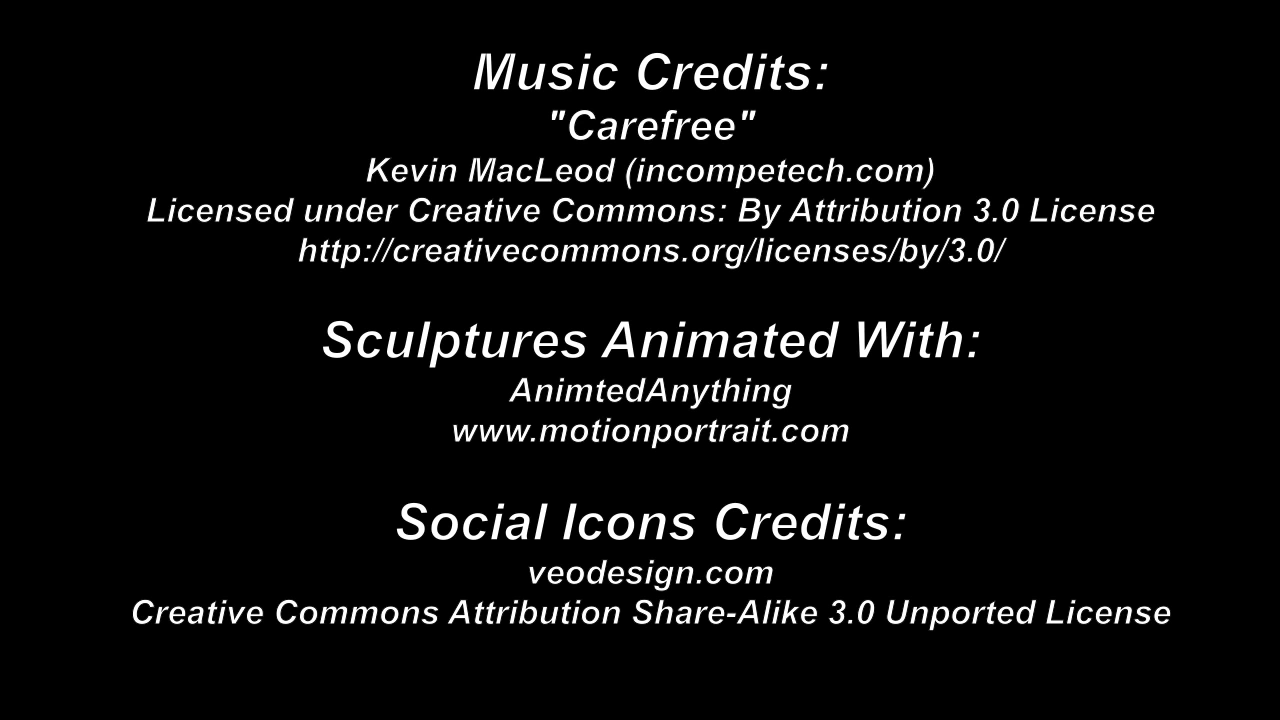 Music Credits:
"Carefree"
Kevin MacLeod (incompetech.com)
Licensed under Creative Commons: By Attribution 3.0 License
http://creativecommons.org/licenses/by/3.0/
Sculptures Animated With:
AnimtedAnything
www.motionportrait.com
Social Icons Credits:
veodesign.com
Creative Commons Attribution Share-Alike 3.0 Unported License